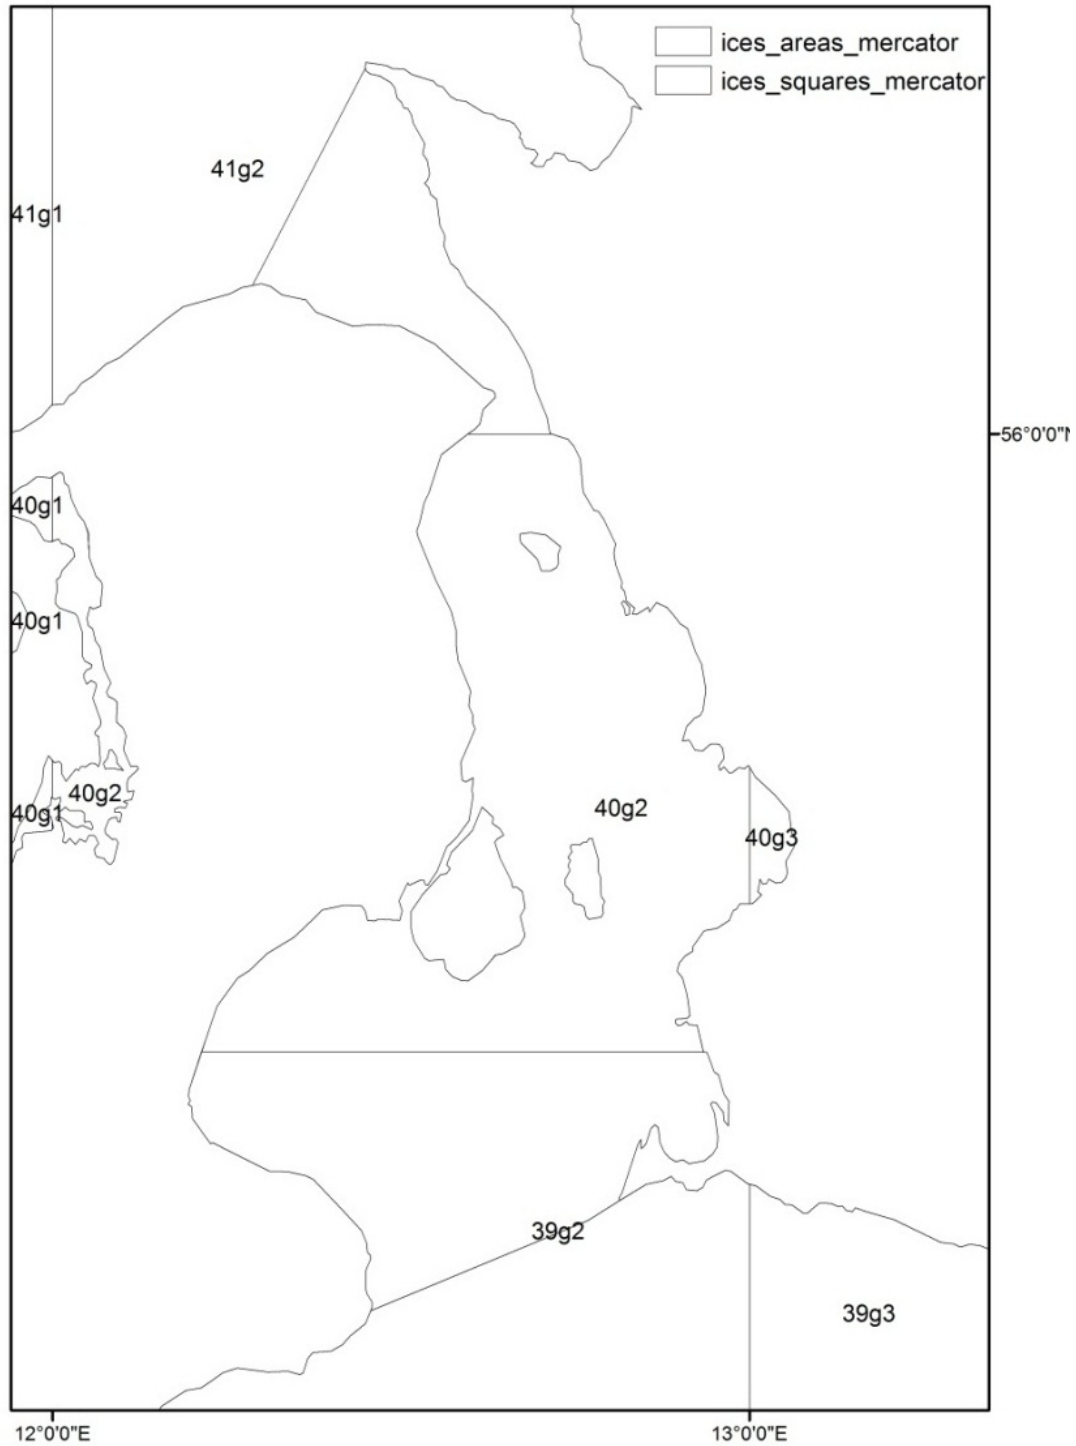 ices_areas_mercator
ices_squares_mercator
41g2
41g1
56°0'0"N
40g1
40g1
40g2
40g1
40g2
40g3
39g2
39g3
12°0'0"E
13°0'0"E